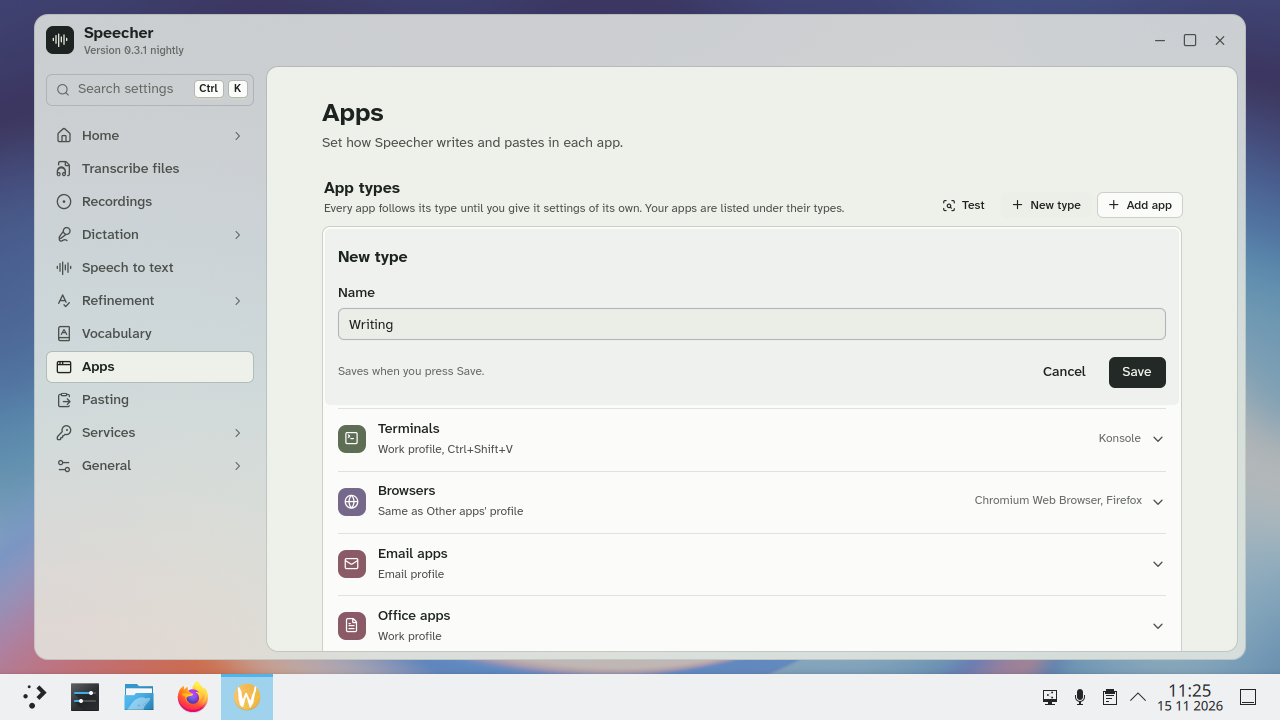 Speecher
Version 0.3.1 nightly
Search settings Ctrl K
Home
Transcribe files
Recordings
Dictation
Speech to text
Refinement
Vocabulary
Apps
Pasting
Services
General
Apps
Set how Speecher writes and pastes in each app.
App types
Every app follows its type until you give it settings of its own. Your apps are listed under their types.
Test
New type
Add app
New type
Name
Writing
Saves when you press Save.
Cancel
Save
Terminals
Work profile, Ctrl+Shift+V
Konsole
Browsers
Same as Other apps' profile
Chromium Web Browser, Firefox
Email apps
Email profile
Office apps
Work profile
11:25
15 11 2026